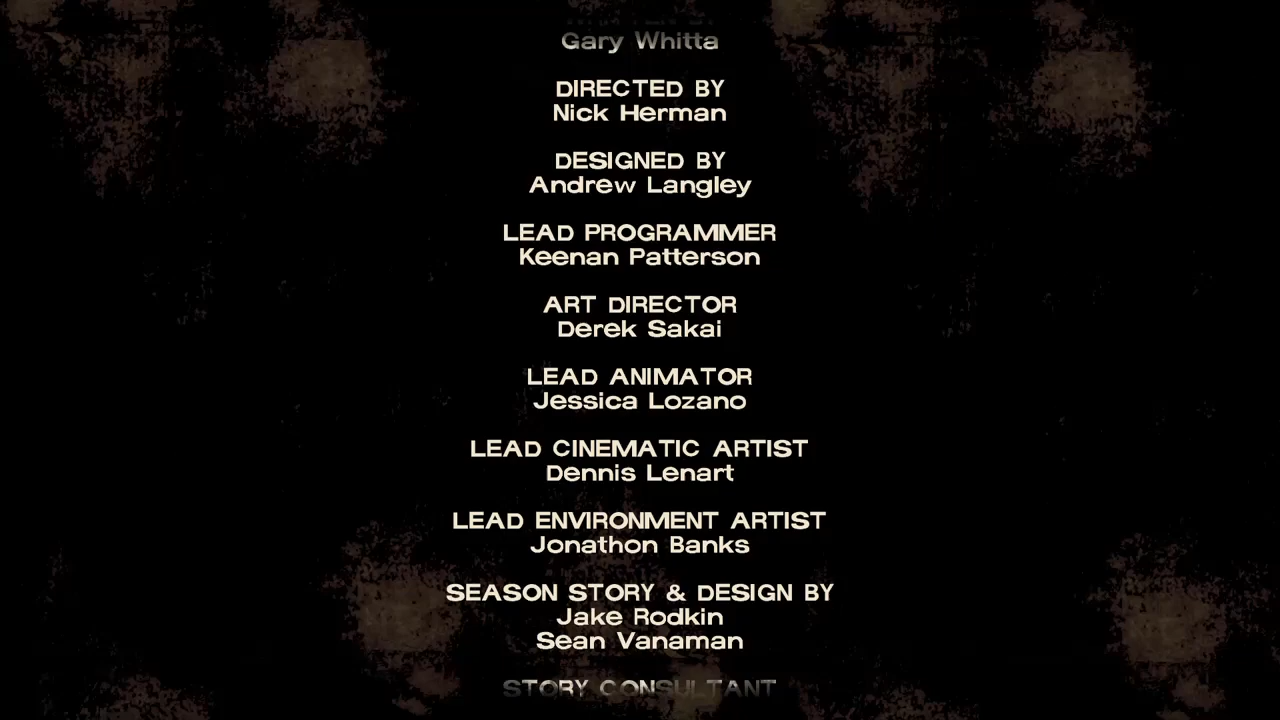 Gary Whitta
DIRECTED BY
Nick Herman
DESIGNED BY
Andrew Langley
LEAD PROGRAMMER
Keenan Patterson
ART DIRECTOR
Derek Sakai
LEAD ANIMATOR
Jessica Lozano
LEAD CINEMATIC ARTIST
Dennis Lenart
LEAD ENVIRONMENT ARTIST
Jonathon Banks
SEASON STORY & DESIGN BY
Jake Rodkin
Sean Vanaman
STORY CONSULTANT